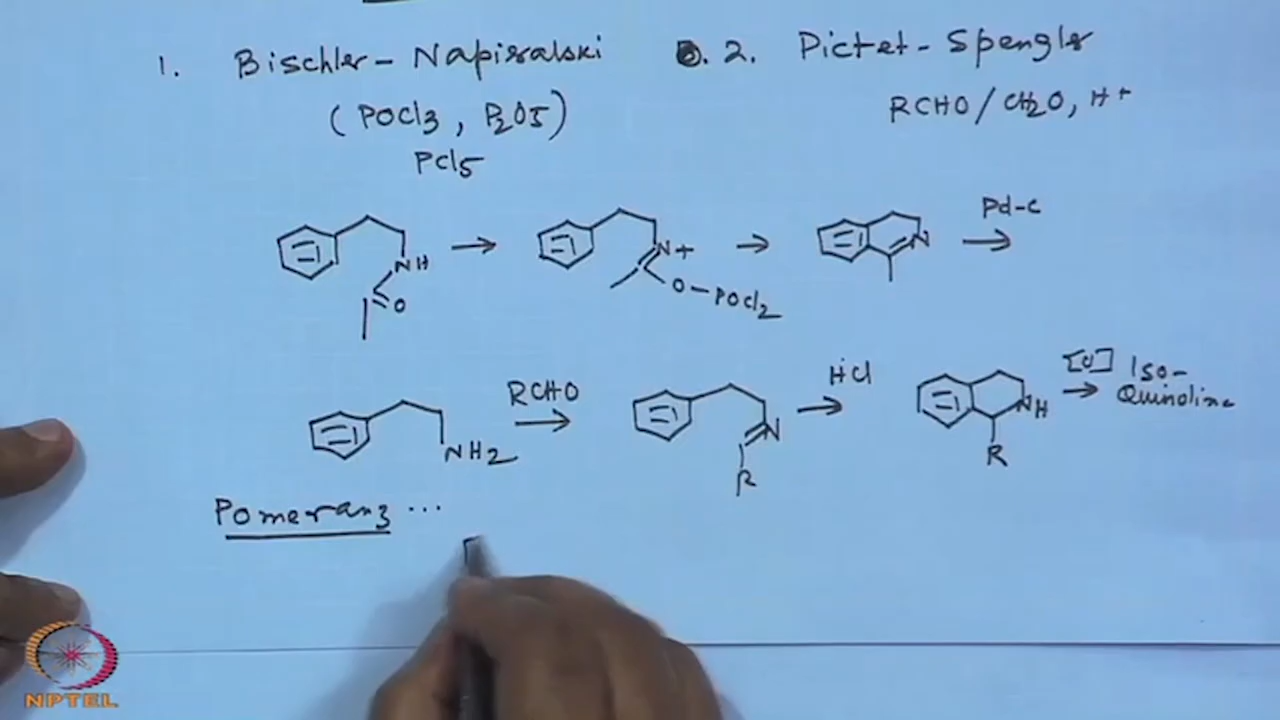 1. Bischler - Napiralski
2. Pictet - Spengler
(POCl3, P2O5)
PCl5
RCHO/CH2O, H+
Pd-C
N H
O
N+
O-POCl2
N
RCHO
HCl
[O] Iso-
Quinoline
NH2
N
R
NH
R
Pomeranz ...
NPTEL